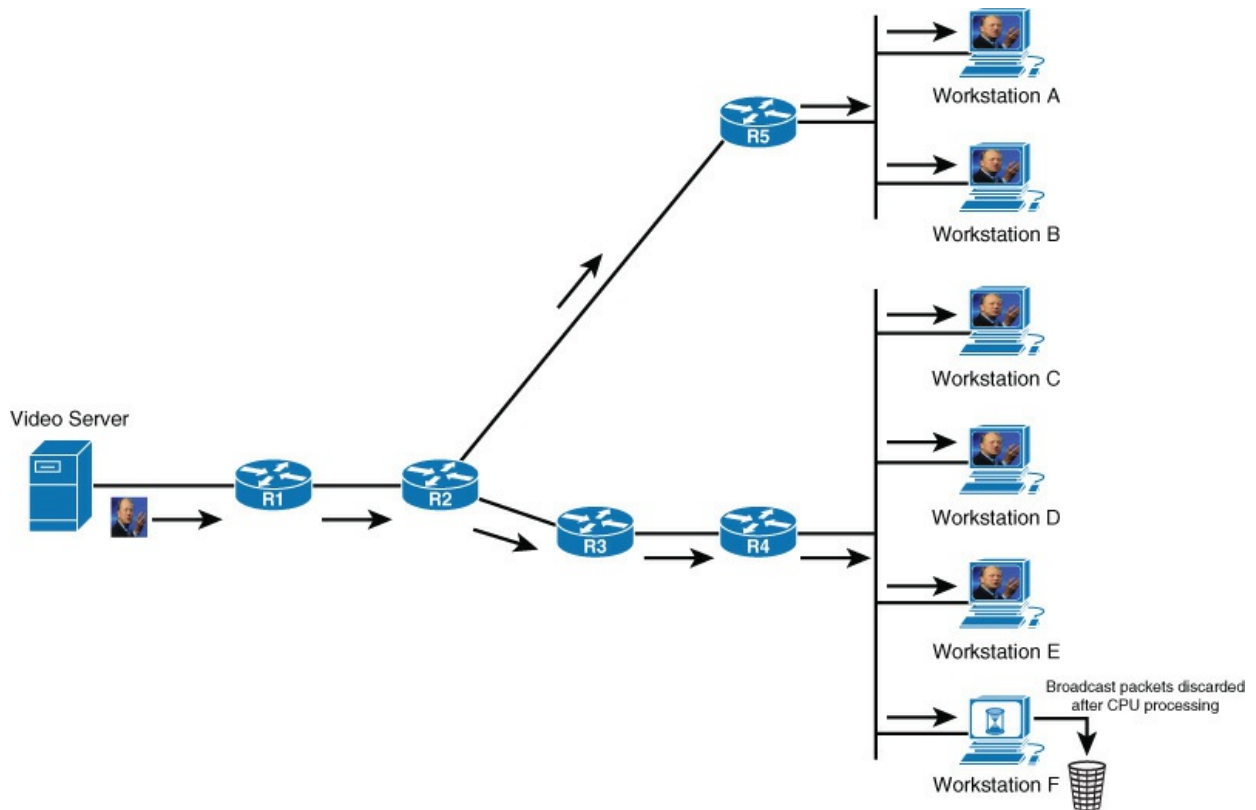 Workstation A
R5
Workstation B
Workstation C
Video Server
R1
R2
R3
R4
Workstation D
Workstation E
Broadcast packets discarded
after CPU processing
Workstation F